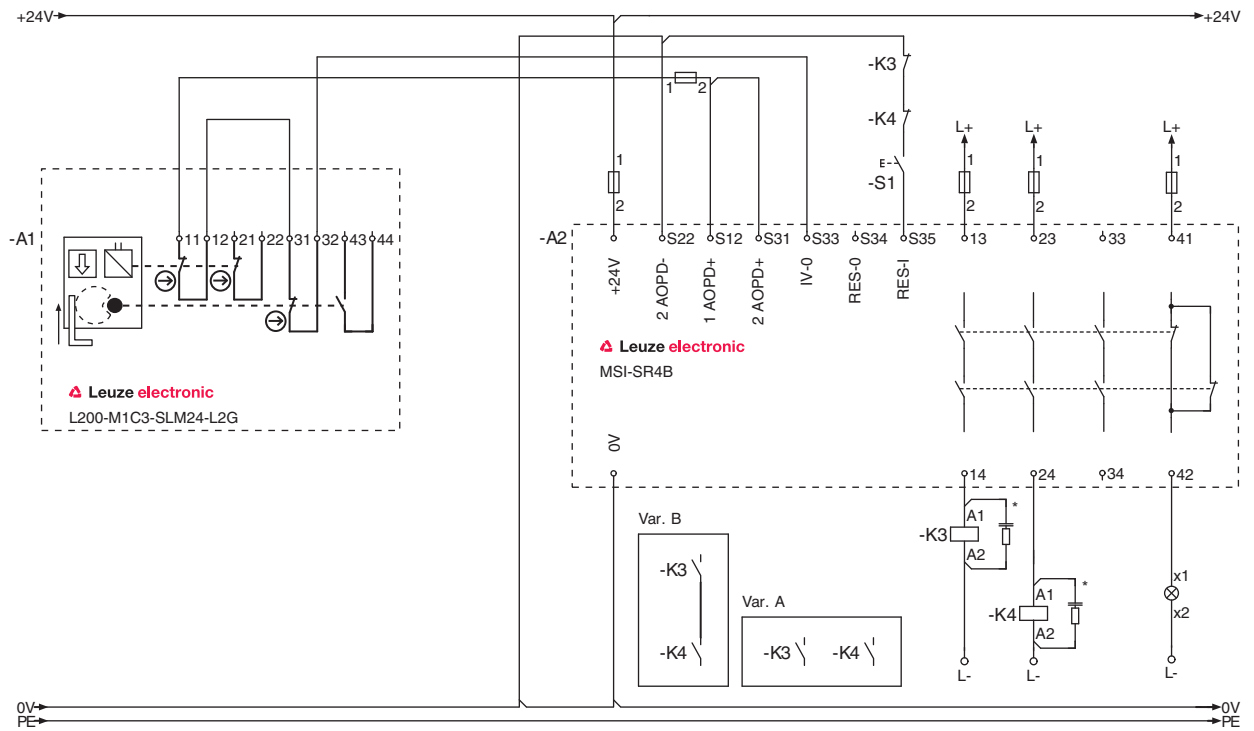 +24V +24V
-K3
1 2
-K4
L+ L+ L+
1 1 1 1
E -S1
2 2 2 2
-A1 11 12 21 22 31 32 43 44
-A2 S22 S12 S31 S33 S34 S35 13 23 33 41
+24V
2 AOPD-
1 AOPD+
2 AOPD+
IV-0
RES-0
RES-I
Leuze electronic
MSI-SR4B
Leuze electronic
L200-M1C3-SLM24-L2G
0V
14 24 34 42
Var. B
-K3
-K4
Var. A
-K3 -K4
-K3 A1 *
A2
-K4 A1 *
A2
x1
x2
L- L- L-
0V 0V
PE PE